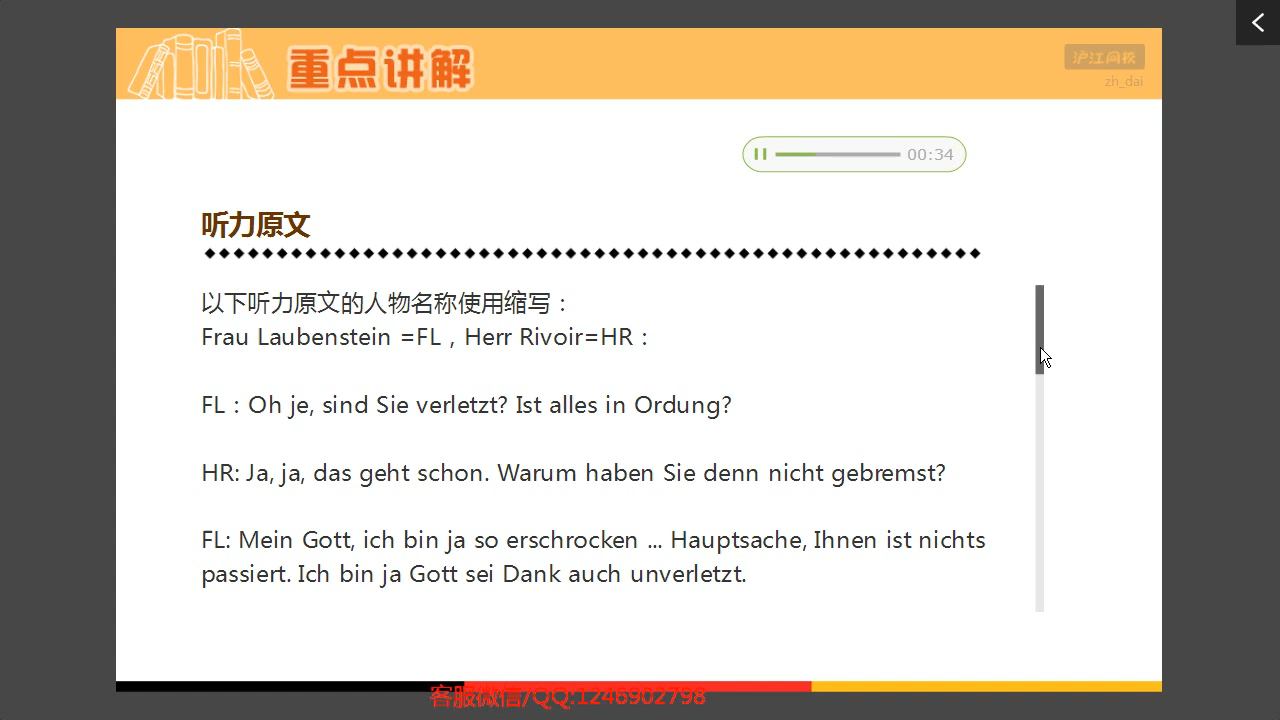 重点讲解
沪江网校
zh_dai
00:34
听力原文
以下听力原文的人物名称使用缩写：
Frau Laubenstein =FL，Herr Rivoir=HR：
FL：Oh je, sind Sie verletzt? Ist alles in Ordung?
HR: Ja, ja, das geht schon. Warum haben Sie denn nicht gebremst?
FL: Mein Gott, ich bin ja so erschrocken ... Hauptsache, Ihnen ist nichts
passiert. Ich bin ja Gott sei Dank auch unverletzt.
客服微信/QQ:1246902798